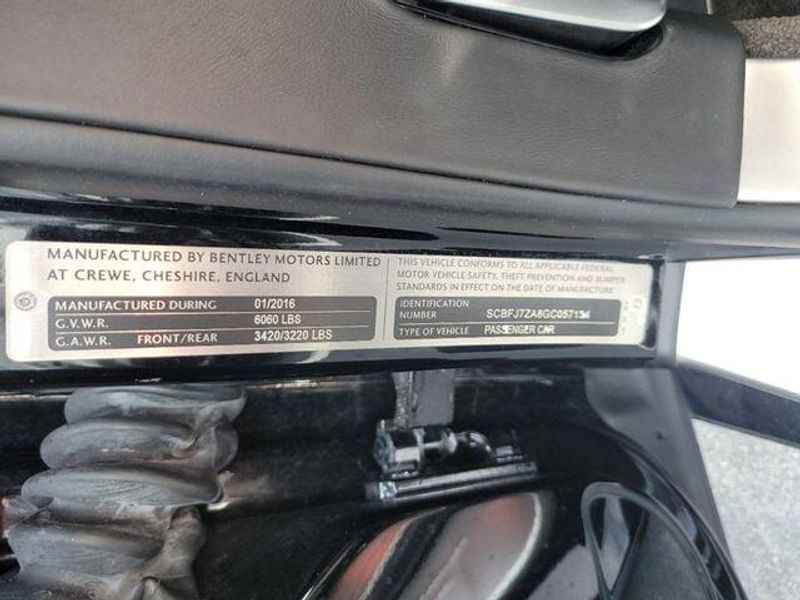 MANUFACTURED BY BENTLEY MOTORS LIMITED
AT CREWE, CHESHIRE, ENGLAND
MANUFACTURED DURING 01/2016
G.V.W.R. 6060 LBS
G.A.W.R. FRONT/REAR 3420/3220 LBS
THIS VEHICLE CONFORMS TO ALL APPLICABLE FEDERAL
MOTOR VEHICLE SAFETY, THEFT PREVENTION AND BUMPER
STANDARDS IN EFFECT ON THE DATE OF MANUFACTURE
IDENTIFICATION
NUMBER
TYPE OF VEHICLE PASSENGER CAR